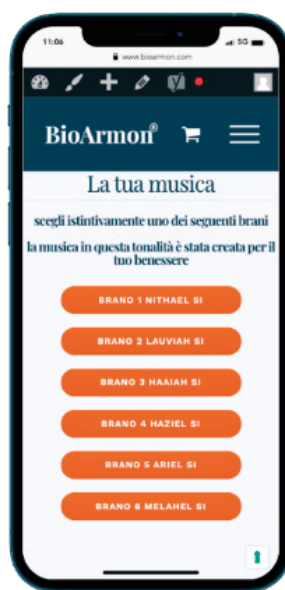 11:06
5G
www.bioarmon.com
BioArmon®
La tua musica
scegli istintivamente uno dei seguenti brani
la musica in questa tonalità è stata creata per il
tuo benessere
BRANO 1 NITHAEL SI
BRANO 2 LAUVIAH SI
BRANO 3 HAAIAH SI
BRANO 4 HAZIEL SI
BRANO 5 ARIEL SI
BRANO 6 MELAHEL SI